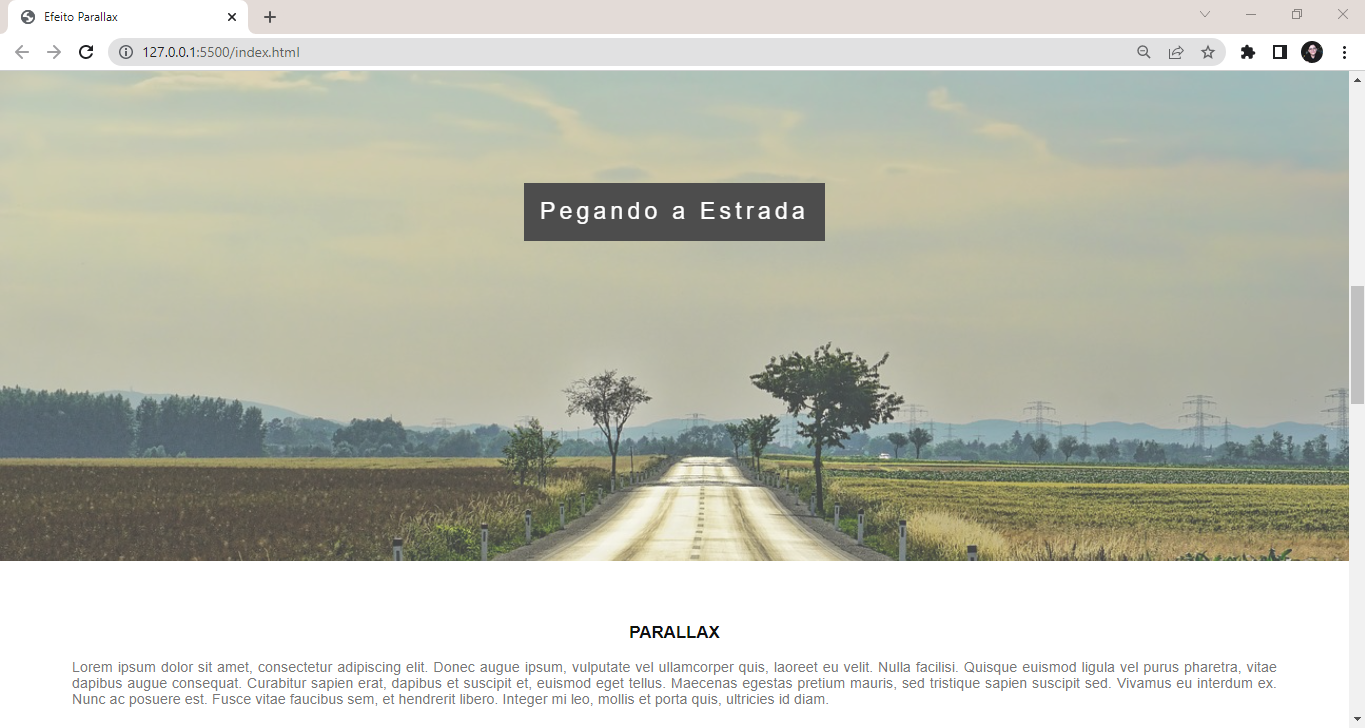 Efeito Parallax
127.0.0.1:5500/index.html
Pegando a Estrada
PARALLAX
Lorem ipsum dolor sit amet, consectetur adipiscing elit. Donec augue ipsum, vulputate vel ullamcorper quis, laoreet eu velit. Nulla facilisi. Quisque euismod ligula vel purus pharetra, vitae
dapibus augue consequat. Curabitur sapien erat, dapibus et suscipit et, euismod eget tellus. Maecenas egestas pretium mauris, sed tristique sapien suscipit sed. Vivamus eu interdum ex.
Nunc ac posuere est. Fusce vitae faucibus sem, et hendrerit libero. Integer mi leo, mollis et porta quis, ultricies id diam.